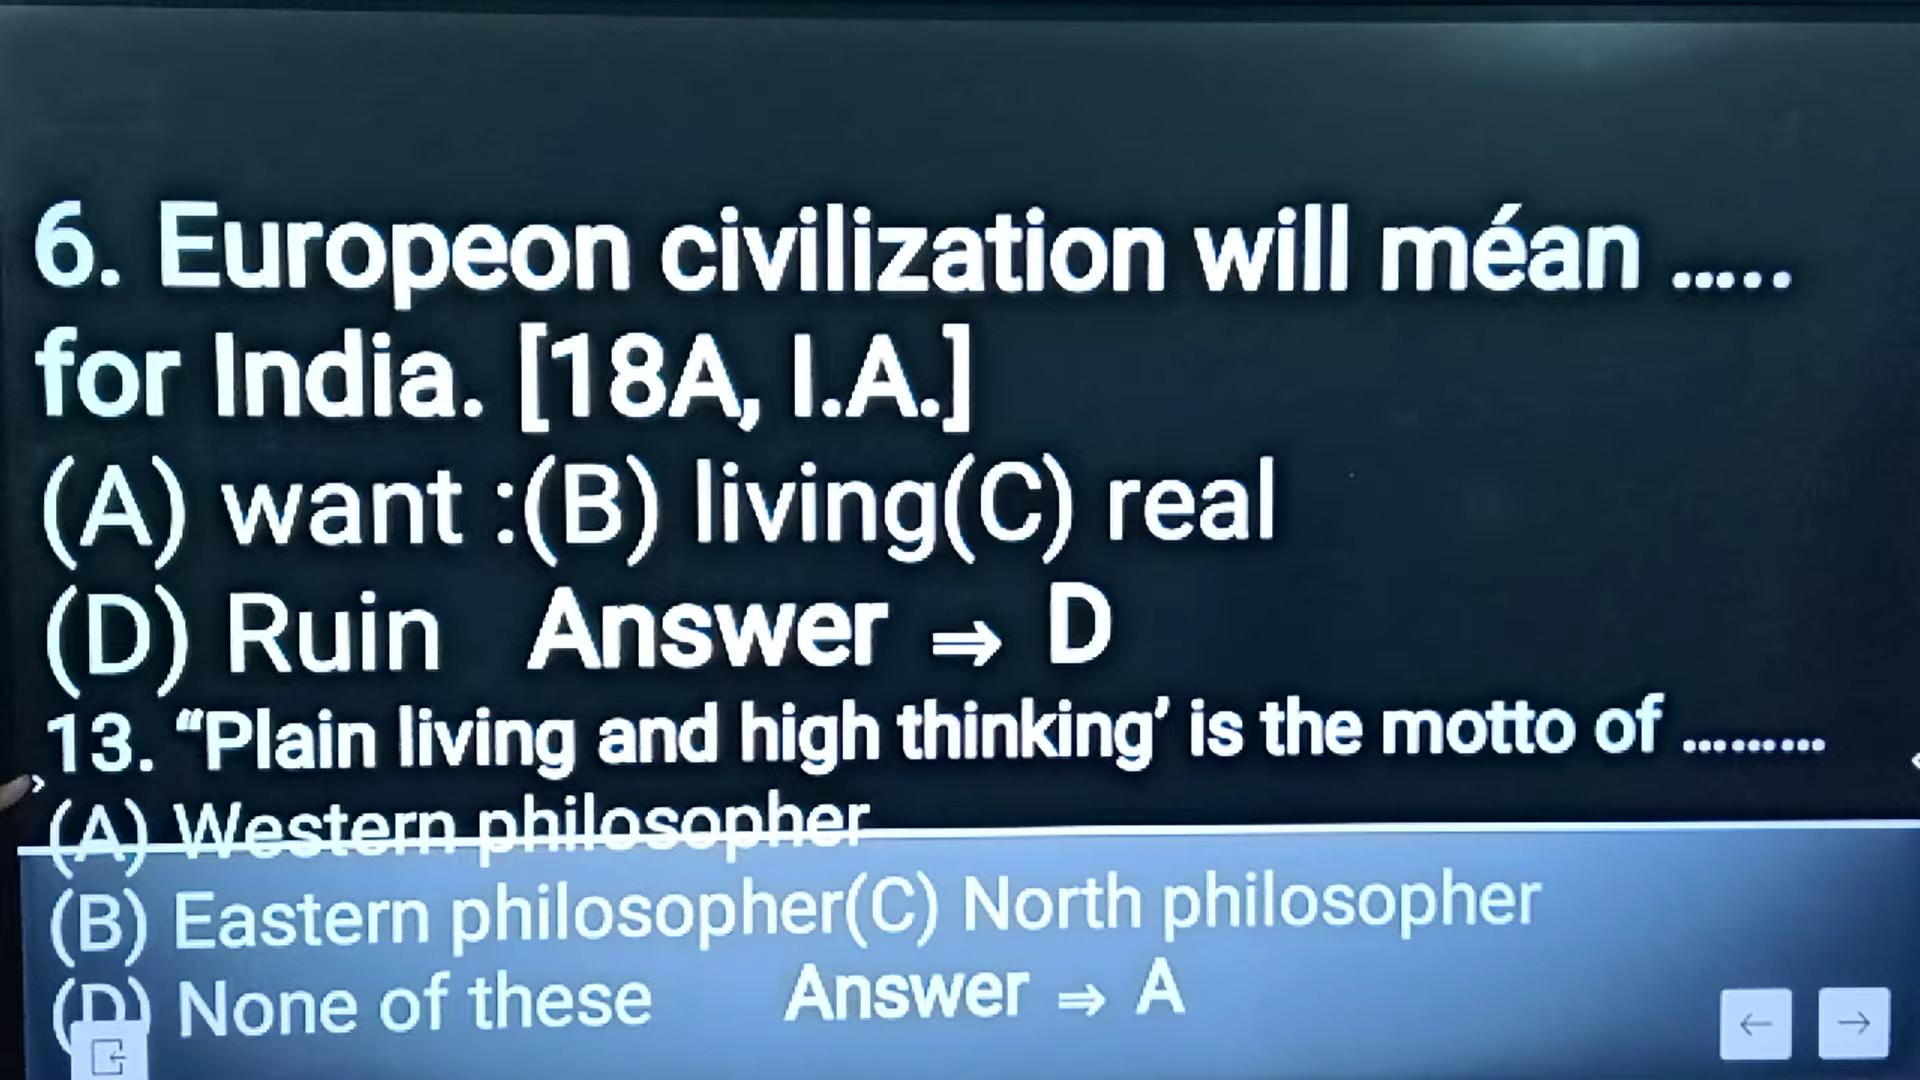 6. Europeon civilization will méan .....
for India. [18A, I.A.]
(A) want :(B) living(C) real
(D) Ruin Answer ⇒ D
13. “Plain living and high thinking’ is the motto of .........
(A) Western philosopher
(B) Eastern philosopher(C) North philosopher
(D) None of these Answer ⇒ A